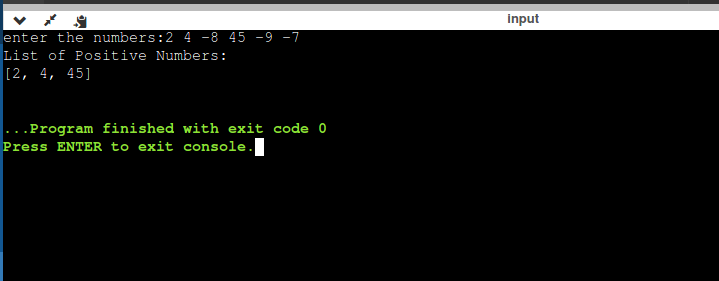 input
enter the numbers:2 4 -8 45 -9 -7
List of Positive Numbers:
[2, 4, 45]
...Program finished with exit code 0
Press ENTER to exit console.